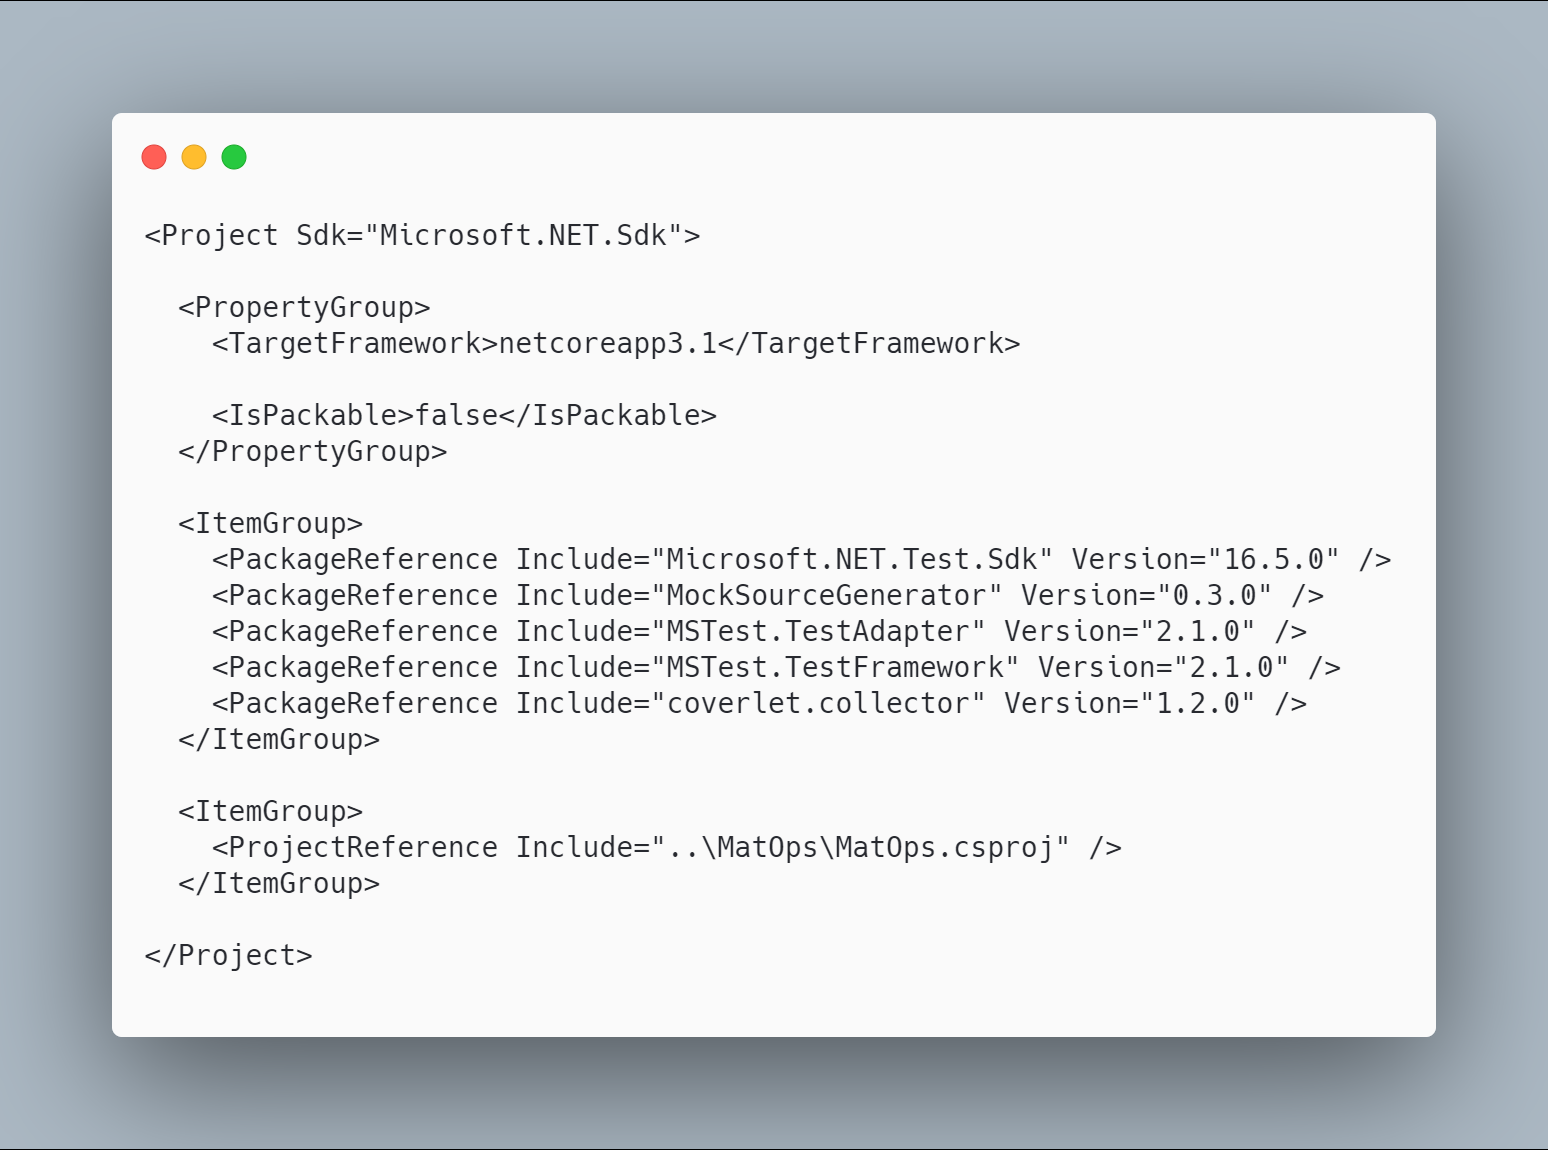 <Project Sdk="Microsoft.NET.Sdk">

  <PropertyGroup>
    <TargetFramework>netcoreapp3.1</TargetFramework>

    <IsPackable>false</IsPackable>
  </PropertyGroup>

  <ItemGroup>
    <PackageReference Include="Microsoft.NET.Test.Sdk" Version="16.5.0" />
    <PackageReference Include="MockSourceGenerator" Version="0.3.0" />
    <PackageReference Include="MSTest.TestAdapter" Version="2.1.0" />
    <PackageReference Include="MSTest.TestFramework" Version="2.1.0" />
    <PackageReference Include="coverlet.collector" Version="1.2.0" />
  </ItemGroup>

  <ItemGroup>
    <ProjectReference Include="..\MatOps\MatOps.csproj" />
  </ItemGroup>

</Project>